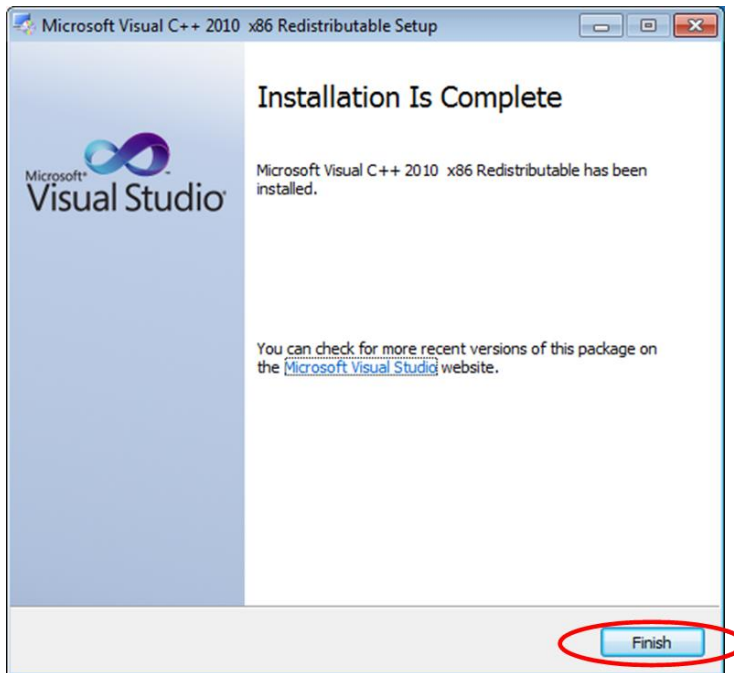 Microsoft Visual C++ 2010 x86 Redistributable Setup
Installation Is Complete
Microsoft Visual C++ 2010 x86 Redistributable has been
installed.
Microsoft®
Visual Studio®
You can check for more recent versions of this package on
the Microsoft Visual Studio website.
Finish